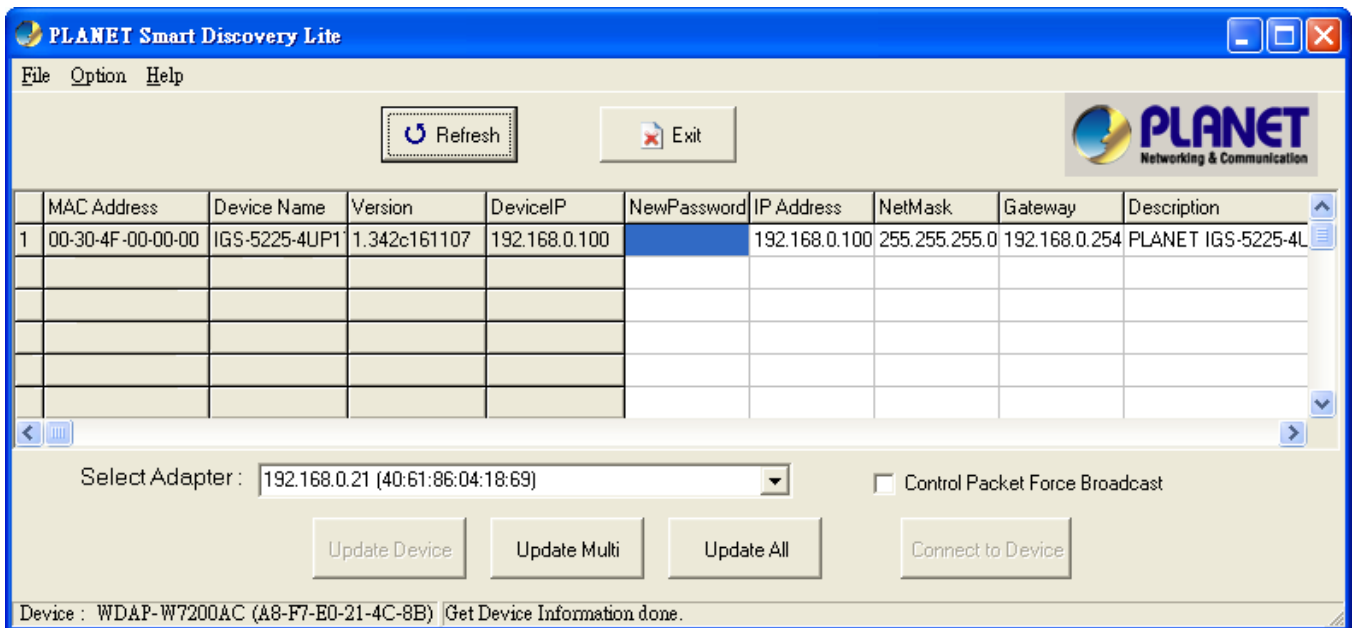 PLANET Smart Discovery Lite
File Option Help
Refresh Exit
PLANET
Networking & Communication
MAC Address Device Name Version DeviceIP NewPassword IP Address NetMask Gateway Description
1 00-30-4F-00-00-00 IGS-5225-4UP1 1.342c161107 192.168.0.100 192.168.0.100 255.255.255.0 192.168.0.254 PLANET IGS-5225-4U
Select Adapter : 192.168.0.21 (40:61:86:04:18:69) Control Packet Force Broadcast
Update Device Update Multi Update All Connect to Device
Device : WDAP-W7200AC (A8-F7-E0-21-4C-8B) Get Device Information done.